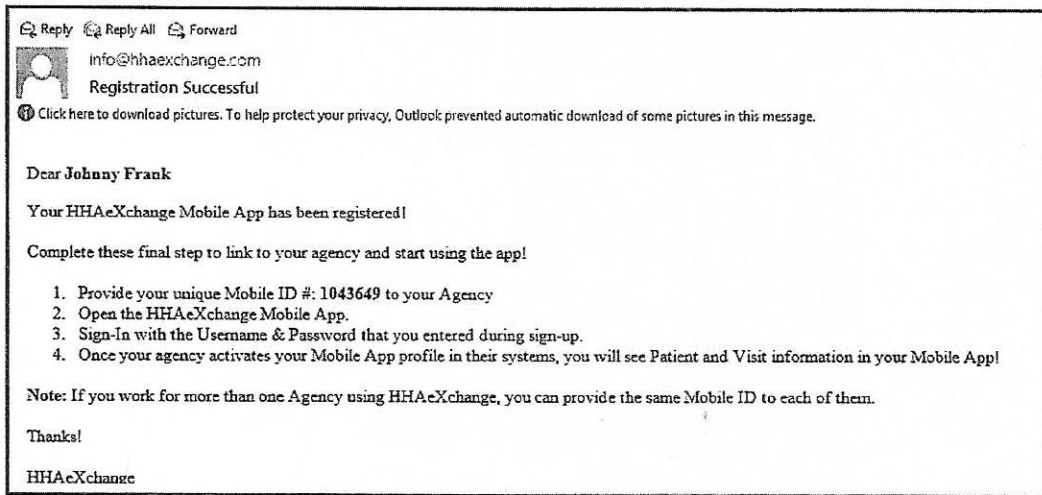 Reply Reply All Forward
info@hhaexchange.com
Registration Successful
Click here to download pictures. To help protect your privacy, Outlook prevented automatic download of some pictures in this message.
Dear Johnny Frank
Your HHAeXchange Mobile App has been registered!
Complete these final step to link to your agency and start using the app!
1. Provide your unique Mobile ID #: 1043649 to your Agency
2. Open the HHAeXchange Mobile App.
3. Sign-In with the Username & Password that you entered during sign-up.
4. Once your agency activates your Mobile App profile in their systems, you will see Patient and Visit information in your Mobile App!
Note: If you work for more than one Agency using HHAeXchange, you can provide the same Mobile ID to each of them.
Thanks!
HHAeXchange